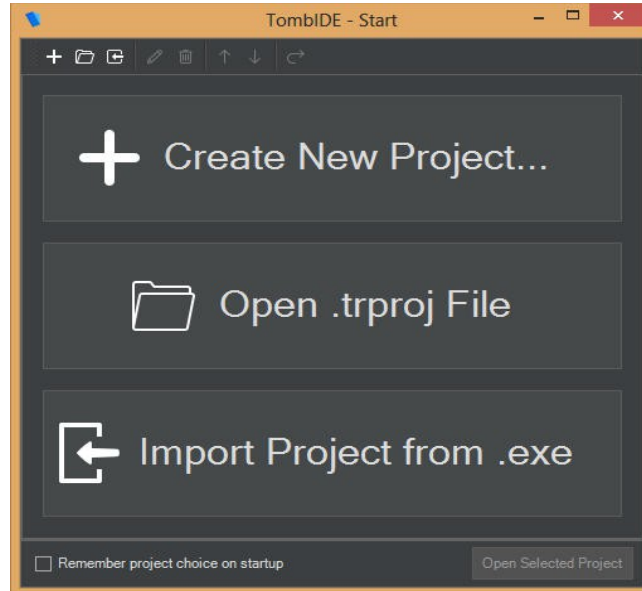 TombIDE - Start
Create New Project...
Open .trproj File
Import Project from .exe
Remember project choice on startup
Open Selected Project